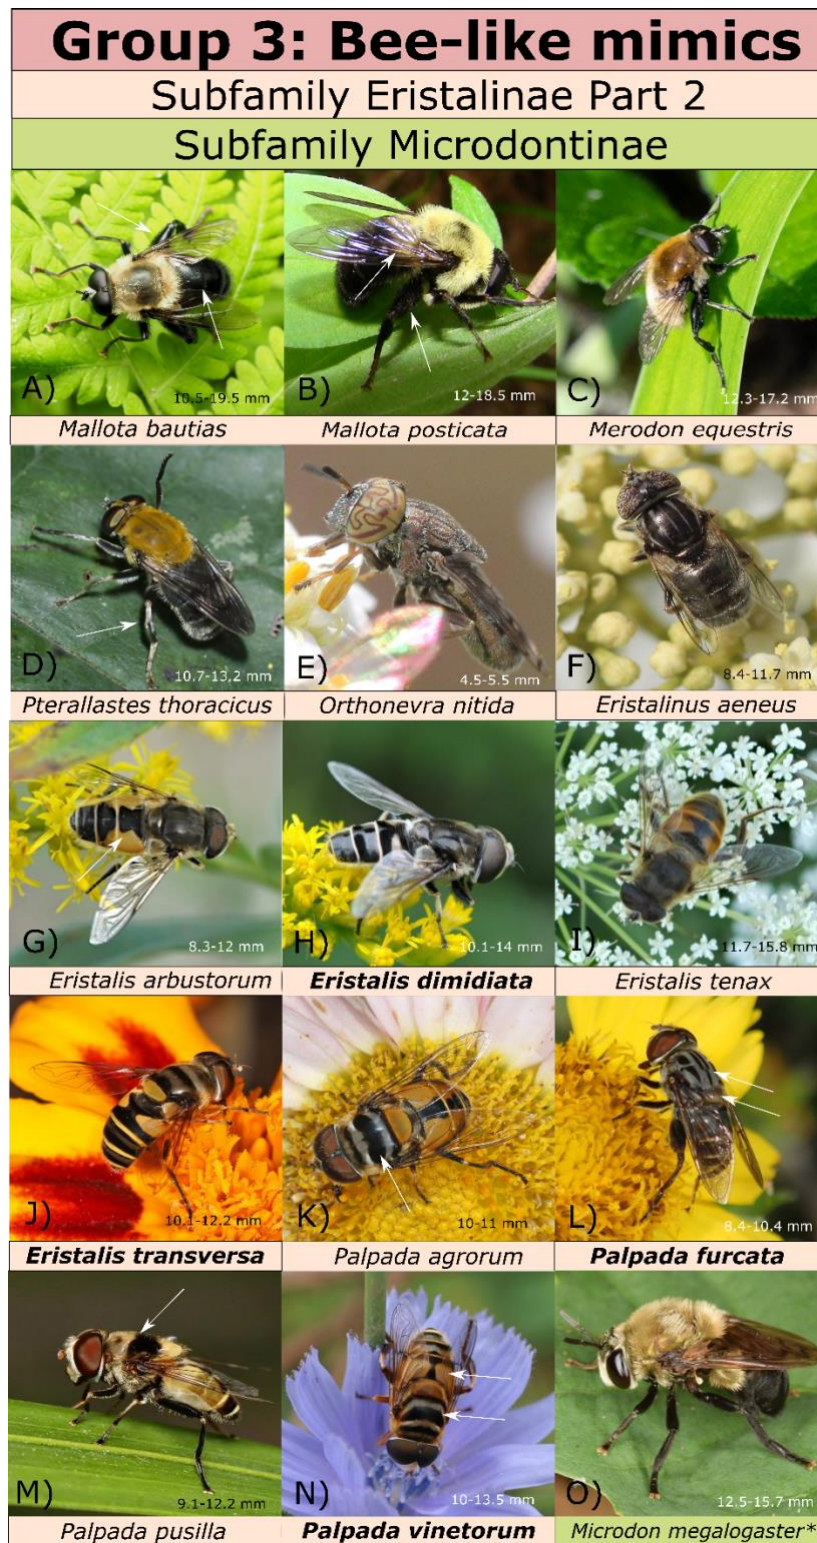 Group 3: Bee-like mimics
Subfamily Eristalinae Part 2
Subfamily Microdontinae
A)
10.5-19.5 mm
B)
12-18.5 mm
C)
12.3-17.2 mm
Mallota bautias
Mallota posticata
Merodon equestris
D)
10.7-13.2 mm
E)
4.5-5.5 mm
F)
8.4-11.7 mm
Pterallastes thoracicus
Orthonevra nitida
Eristalinus aeneus
G)
8.3-12 mm
H)
10.1-14 mm
I)
11.7-15.8 mm
Eristalis arbustorum
Eristalis dimidiata
Eristalis tenax
J)
10.1-12.2 mm
K)
10-11 mm
L)
8.4-10.4 mm
Eristalis transversa
Palpada agrorum
Palpada furcata
M)
9.1-12.2 mm
N)
10-13.5 mm
O)
12.5-15.7 mm
Palpada pusilla
Palpada vinetorum
Microdon megalogaster*